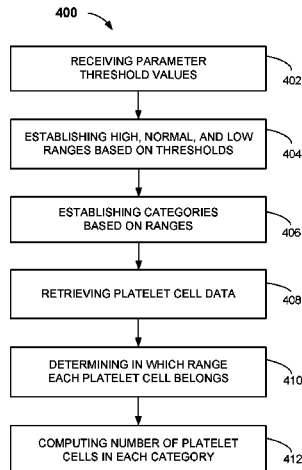 400
RECEIVING PARAMETER
THRESHOLD VALUES
402
ESTABLISHING HIGH, NORMAL, AND LOW
RANGES BASED ON THRESHOLDS
404
ESTABLISHING CATEGORIES
BASED ON RANGES
406
RETRIEVING PLATELET CELL DATA
408
DETERMINING IN WHICH RANGE
EACH PLATELET CELL BELONGS
410
COMPUTING NUMBER OF PLATELET
CELLS IN EACH CATEGORY
412